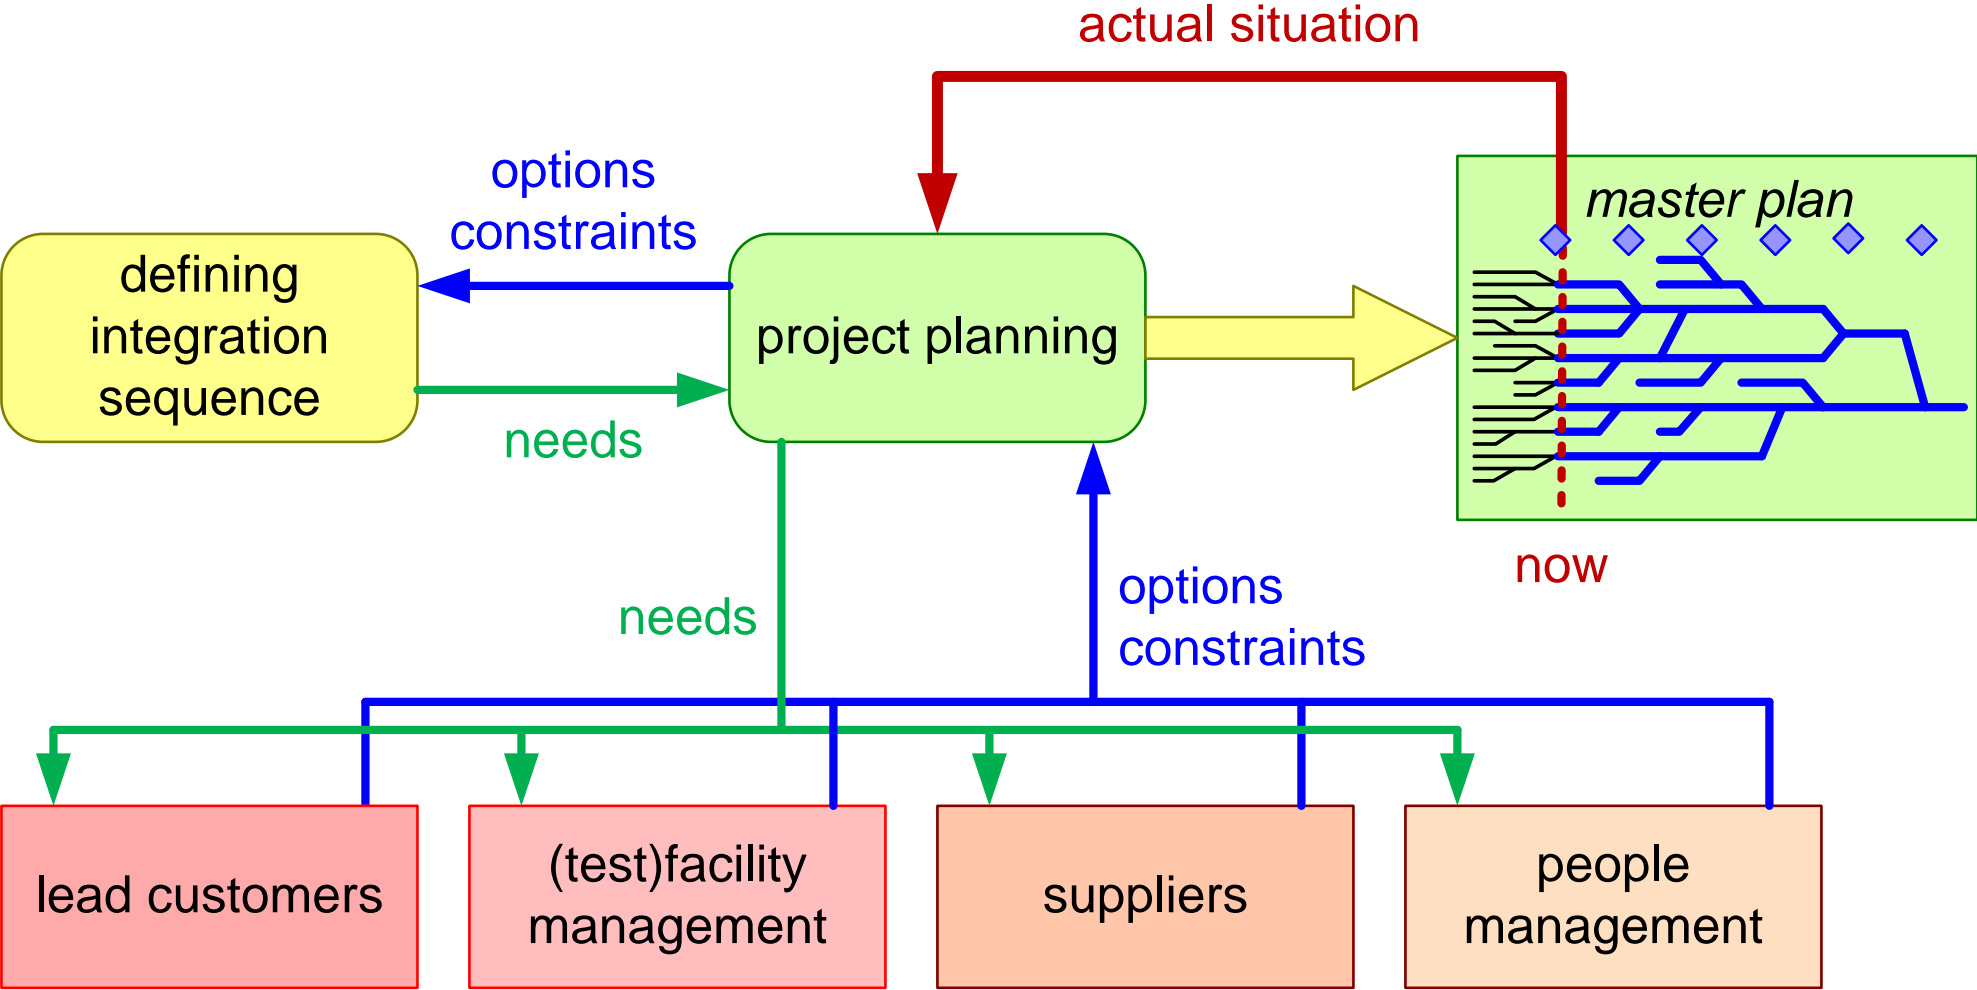 actual situation
options
constraints
master plan
defining
integration
sequence
project planning
needs
now
options
constraints
needs
lead customers
(test)facility
management
suppliers
people
management